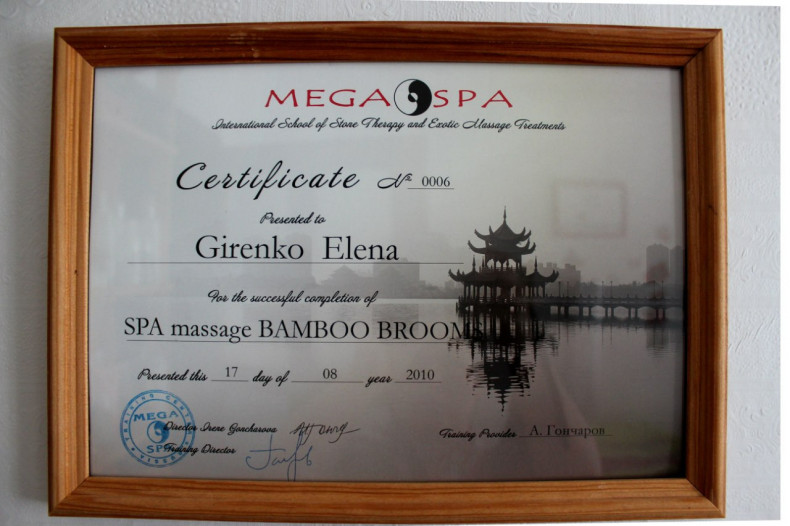 MEGA SPA
International School of Stone Therapy and Exotic Massage Treatments
Certificate № 0006
Presented to
Girenko Elena
For the successful completion of
SPA massage BAMBOO BROOMS
Presented this 17 day of 08 year 2010
MEGA
SPA
Director Irene Goncharova
Training Director
Training Provider А. Гончаров